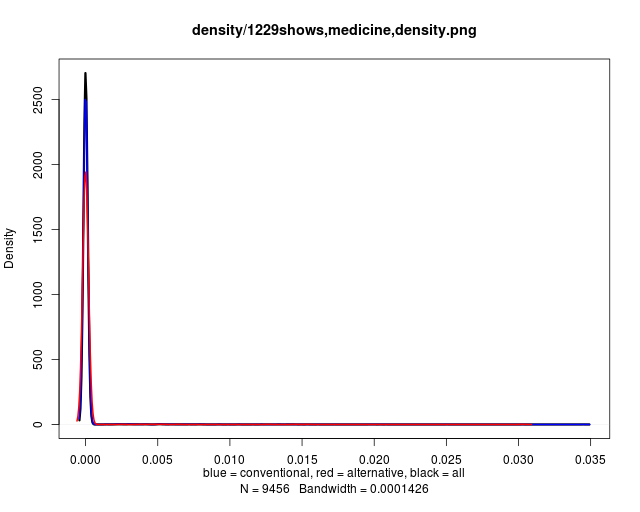 density/1229shows,medicine,density.png
Density
2500
2000
1500
1000
500
0
0.000 0.005 0.010 0.015 0.020 0.025 0.030 0.035
blue = conventional, red = alternative, black = all
N = 9456 Bandwidth = 0.0001426